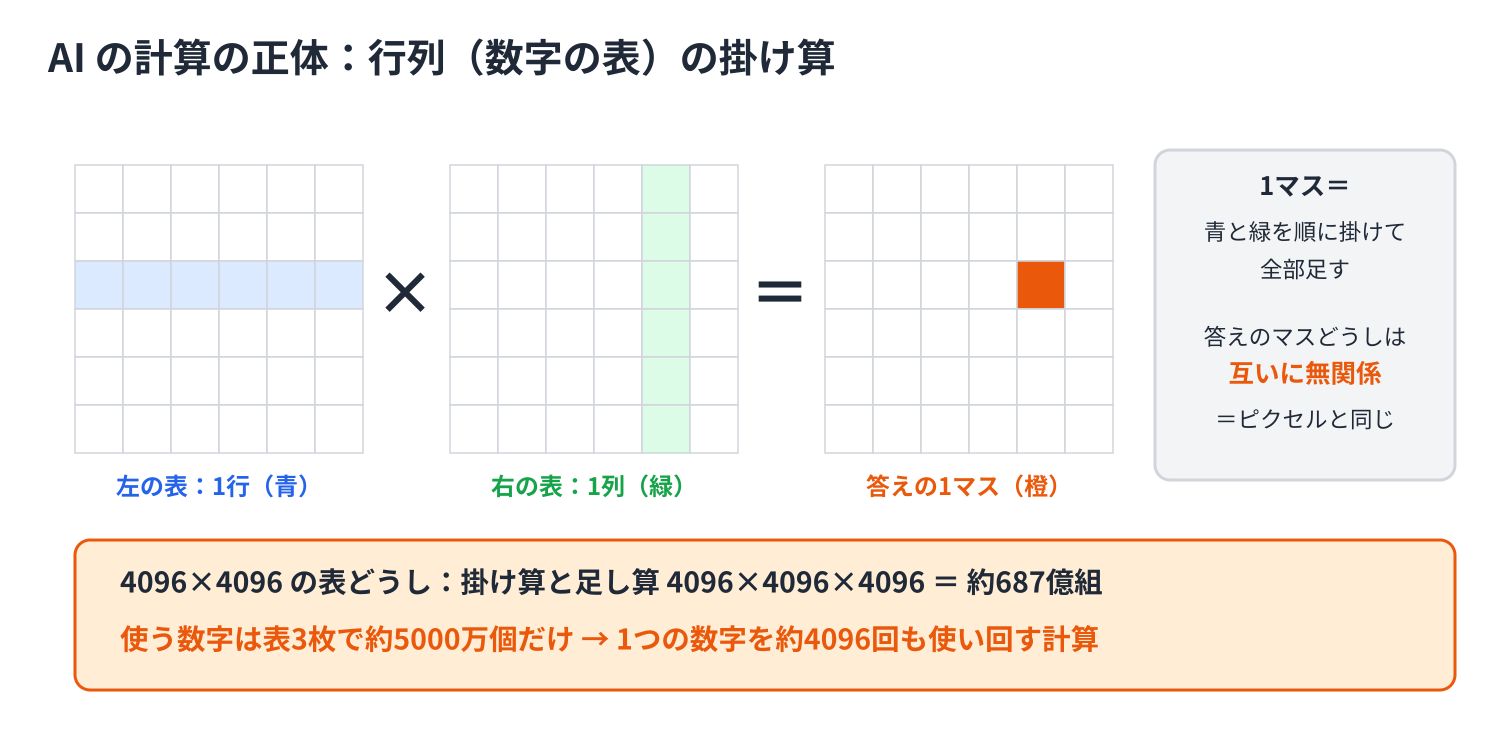 AI の計算の正体：行列（数字の表）の掛け算
×
＝
1マス＝
青と緑を順に掛けて
全部足す
答えのマスどうしは
互いに無関係
＝ピクセルと同じ
左の表：1行（青）
右の表：1列（緑）
答えの1マス（橙）
4096×4096 の表どうし：掛け算と足し算 4096×4096×4096 ＝ 約687億組
使う数字は表3枚で約5000万個だけ → 1つの数字を約4096回も使い回す計算